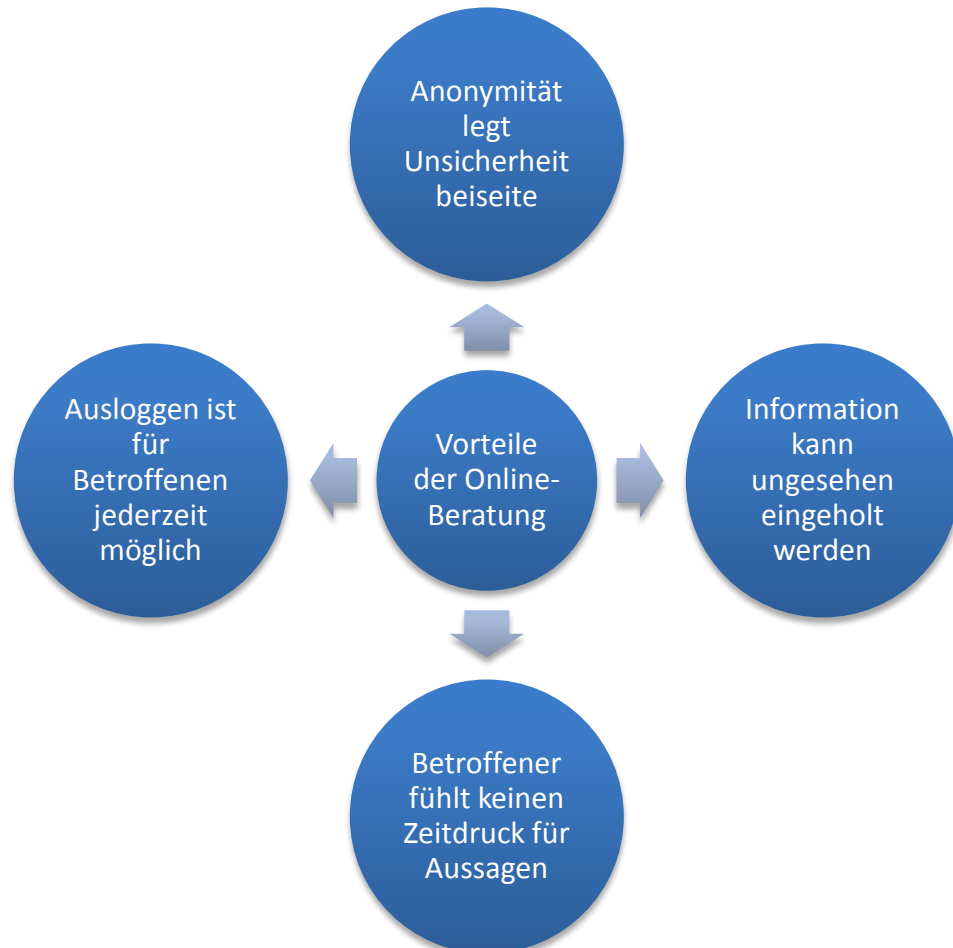 Anonymität
legt
Unsicherheit
beiseite
Ausloggen ist
für
Betroffenen
jederzeit
möglich
Vorteile
der Online-
Beratung
Information
kann
ungesehen
eingeholt
werden
Betroffener
fühlt keinen
Zeitdruck für
Aussagen